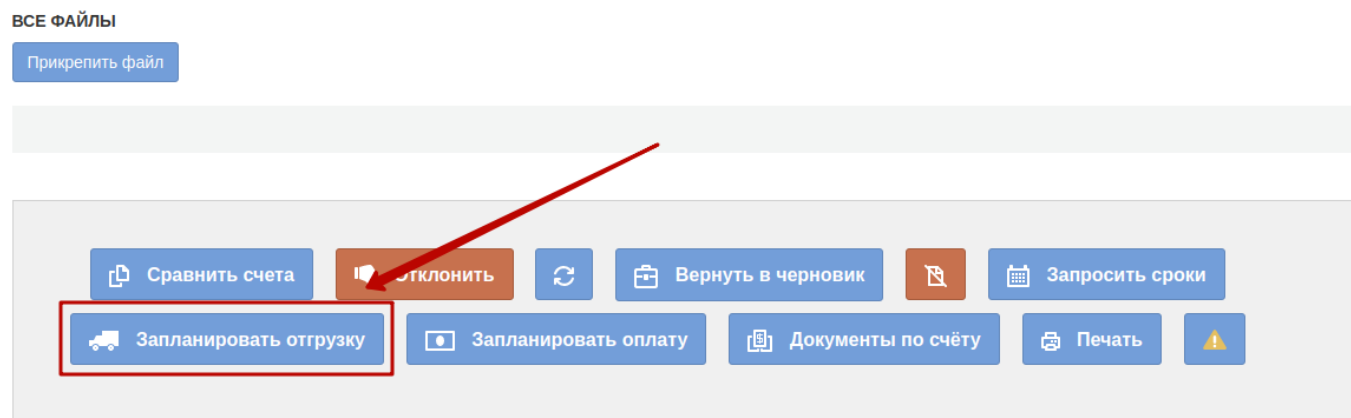 ВСЕ ФАЙЛЫ
Прикрепить файл
Сравнить счета Отклонить Вернуть в черновик Запросить сроки
Запланировать отгрузку Запланировать оплату Документы по счёту Печать